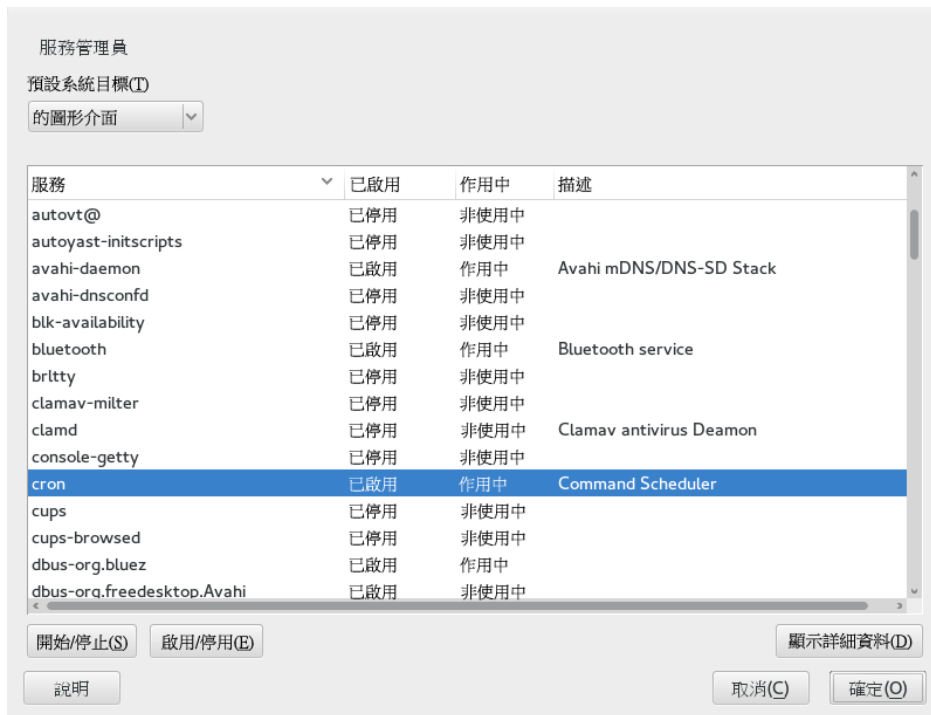 服務管理員
預設系統目標(T)
的圖形介面
服務 已啟用 作用中 描述
autovt@ 已停用 非使用中
autoyast-initscripts 已停用 非使用中
avahi-daemon 已啟用 作用中 Avahi mDNS/DNS-SD Stack
avahi-dnsconfd 已停用 非使用中
blk-availability 已停用 非使用中
bluetooth 已啟用 作用中 Bluetooth service
brltty 已停用 非使用中
clamav-milter 已停用 非使用中
clamd 已停用 非使用中 Clamav antivirus Deamon
console-getty 已停用 非使用中
cron 已啟用 作用中 Command Scheduler
cups 已停用 非使用中
cups-browsed 已停用 非使用中
dbus-org.bluez 已啟用 作用中
dbus-org.freedesktop.Avahi 已啟用 非使用中
開始/停止(S) 啟用/停用(E) 顯示詳細資料(D)
說明 取消(C) 確定(O)